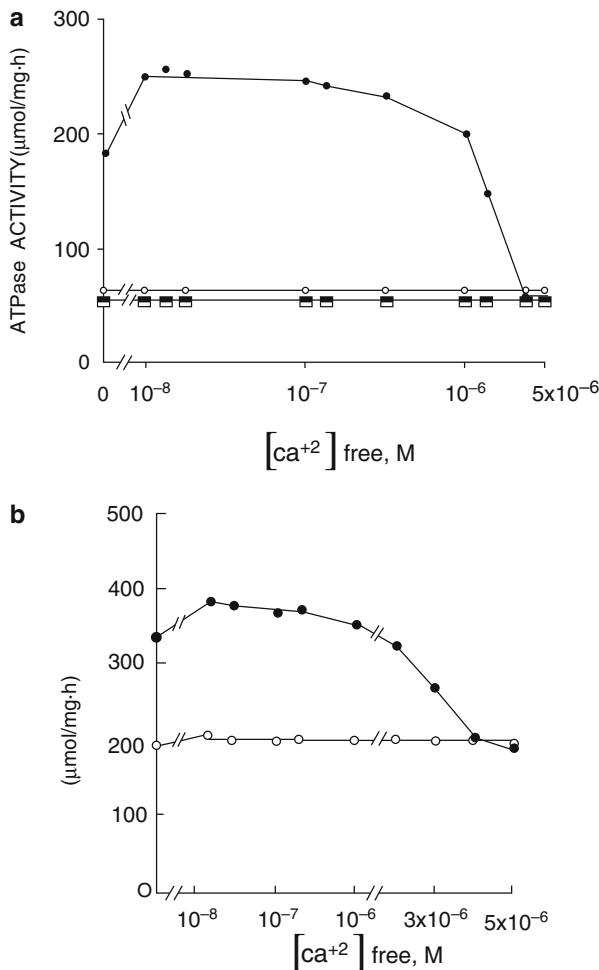 a
ATPase ACTIVITY(μmol/mg·h)
300
200
100
0
0 10⁻⁸ 10⁻⁷ 10⁻⁶ 5x10⁻⁶
[ca⁺²] free, M
b
(μmol/mg·h)
500
400
300
200
100
O
10⁻⁸ 10⁻⁷ 10⁻⁶ 3x10⁻⁶ 5x10⁻⁶
[ca⁺²] free, M